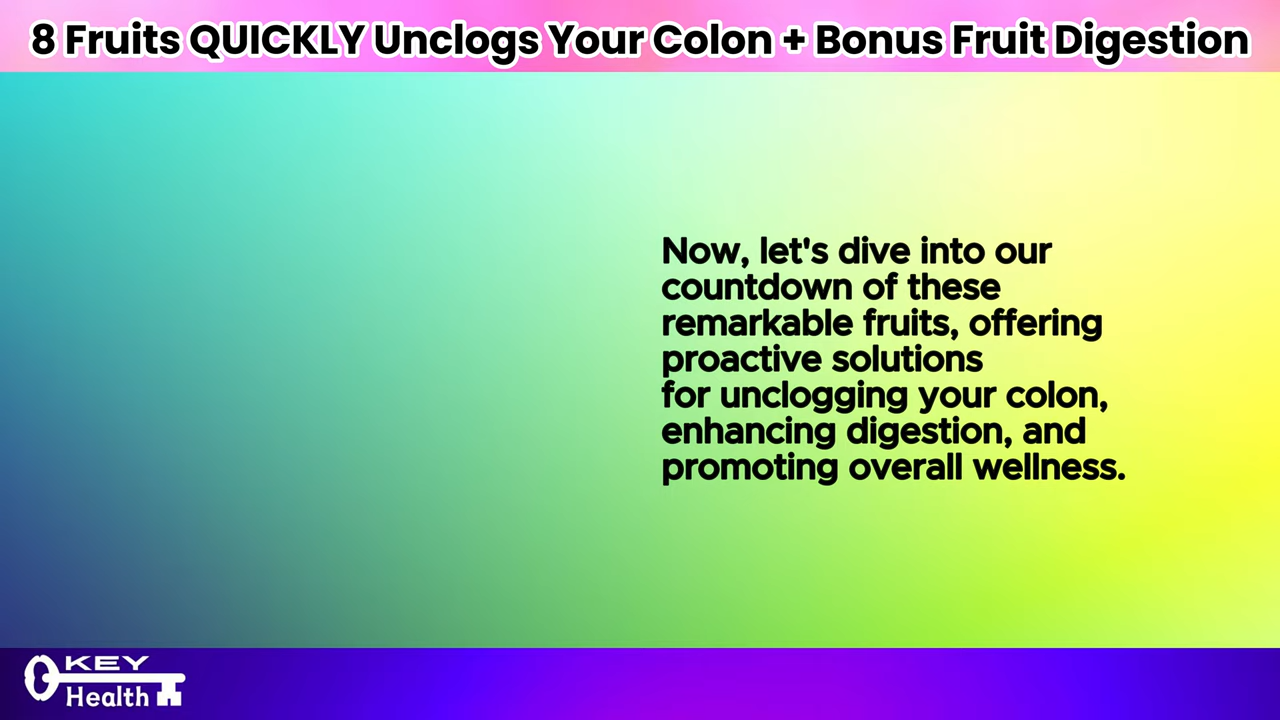 8 Fruits QUICKLY Unclogs Your Colon + Bonus Fruit Digestion
Now, let's dive into our
countdown of these
remarkable fruits, offering
proactive solutions
for unclogging your colon,
enhancing digestion, and
promoting overall wellness.
KEY
Health